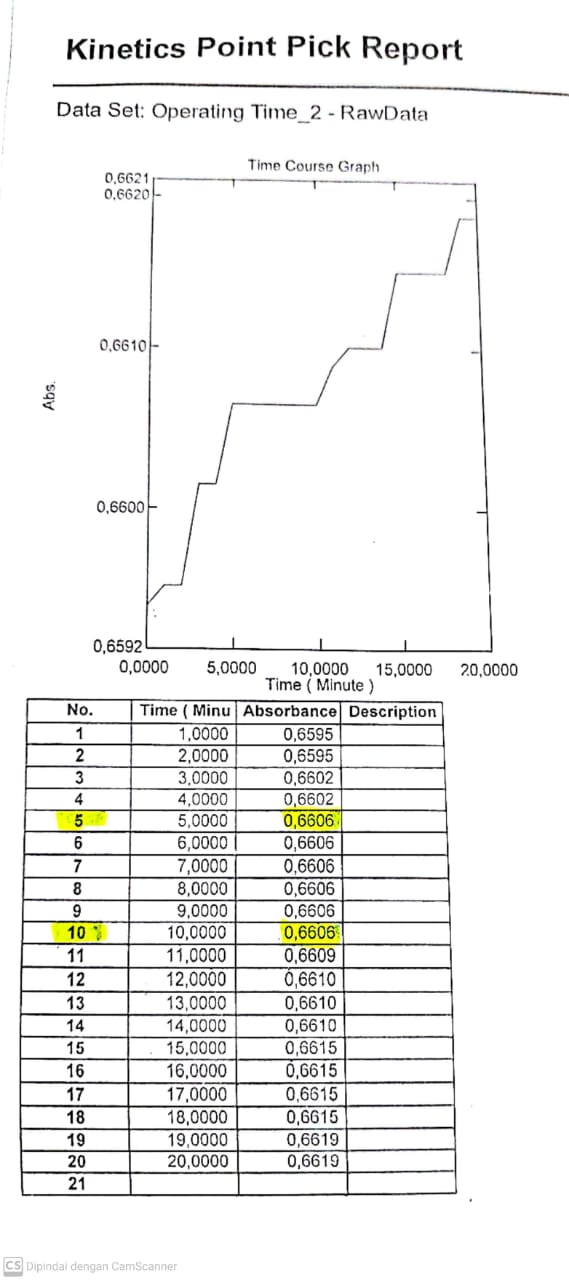 Kinetics Point Pick Report
Data Set: Operating Time_2 - RawData
Time Course Graph
0,6621
0,6620
0,6610
Abs.
0,6600
0,6592
0,0000 5,0000 10,0000 15,0000 20,0000
Time ( Minute )
No. Time ( Minu Absorbance Description
1 1,0000 0,6595
2 2,0000 0,6595
3 3,0000 0,6602
4 4,0000 0,6602
5 5,0000 0,6606
6 6,0000 0,6606
7 7,0000 0,6606
8 8,0000 0,6606
9 9,0000 0,6606
10 10,0000 0,6606
11 11,0000 0,6609
12 12,0000 0,6610
13 13,0000 0,6610
14 14,0000 0,6610
15 15,0000 0,6615
16 16,0000 0,6615
17 17,0000 0,6615
18 18,0000 0,6615
19 19,0000 0,6619
20 20,0000 0,6619
21
CS Dipindai dengan CamScanner